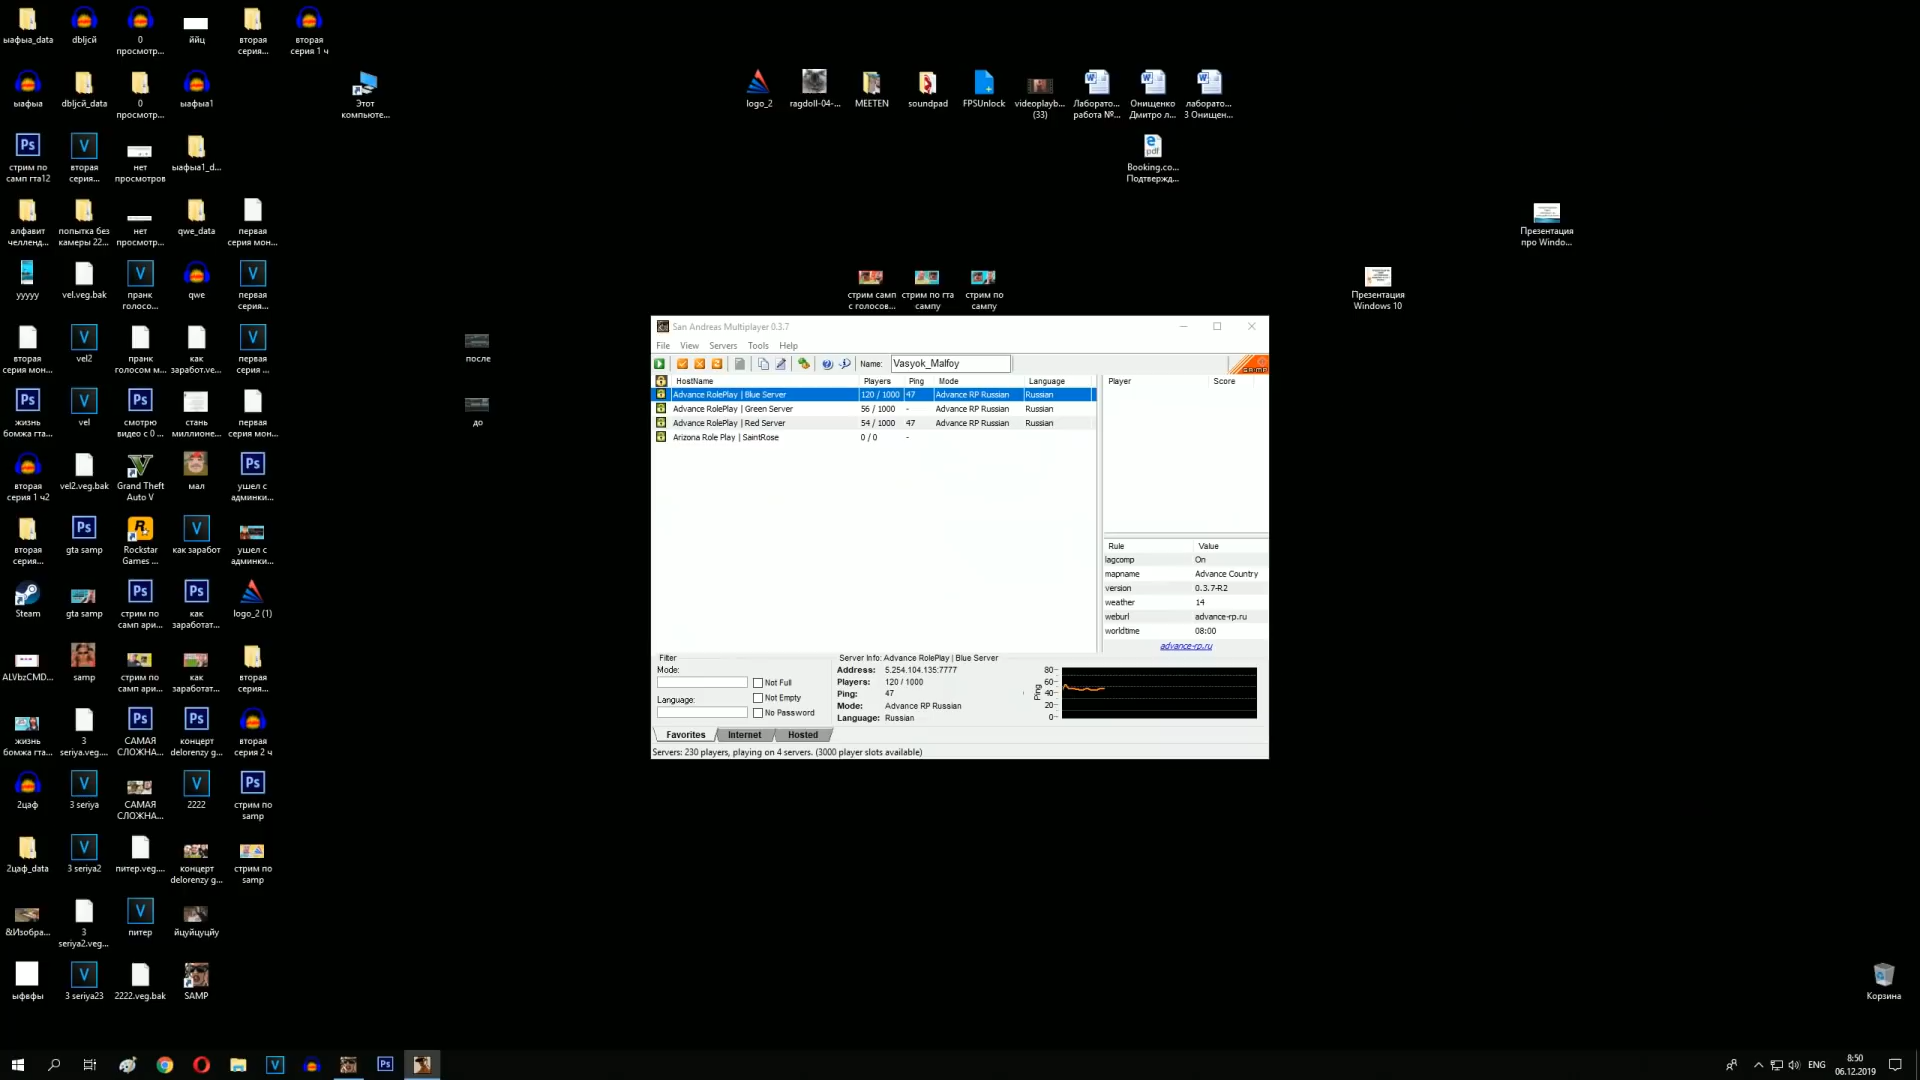 ыафыа_data
dbljcй
0
просмотр...
ййц
вторая
серия...
вторая
серия 1 ч
ыафыа
dbljcй_data
0
просмотр...
ыафыа1
Этот
компьюте...
logo_2
ragdoll-04-...
MEETEN
soundpad
FPSUnlock
videoplayb...
(33)
Лаборато...
работа №...
Онищенко
Дмитро л...
лаборато...
3 Онищен...
стрим по
самп гта12
вторая
серия...
нет
просмотров
ыафыа1_d...
Booking.co...
Подтвержд...
алфавит
челленд...
попытка без
камеры 22...
нет
просмотр...
qwe_data
первая
серия мон...
Презентация
про Windo...
ууууу
vel.veg.bak
пранк
голосо...
qwe
первая
серия...
стрим самп
с голосов...
стрим по гта
сампу
стрим по
сампу
Презентация
Windows 10
вторая
серия мон...
vel2
пранк
голосом м...
как
заработ.ve...
первая
серия ...
после
жизнь
бомжа гта...
vel
смотрю
видео с 0 ...
стань
миллионе...
первая
серия мон...
до
вторая
серия 1 ч2
vel2.veg.bak
Grand Theft
Auto V
мал
ушел с
админки...
вторая
серия...
gta samp
Rockstar
Games ...
как заработ
ушел с
админки...
Steam
gta samp
стрим по
самп ари...
как
заработат...
logo_2 (1)
ALVbzCMD...
samp
стрим по
самп ари...
как
заработат...
вторая
серия...
жизнь
бомжа гта...
3
seriya.veg....
САМАЯ
СЛОЖНА...
концерт
delorenzy g...
вторая
серия 2 ч
2цаф
3 seriya
САМАЯ
СЛОЖНА...
2222
стрим по
samp
2цаф_data
3 seriya2
питер.veg....
концерт
delorenzy g...
стрим по
samp
&Изобра...
3
seriya2.veg...
питер
йцуйцуцйу
ыфвфы
3 seriya23
2222.veg.bak
SAMP
Корзина
San Andreas Multiplayer 0.3.7
File View Servers Tools Help
Name: Vasyok_Malfoy
HostName Players Ping Mode Language
Advance RolePlay | Blue Server 120 / 1000 47 Advance RP Russian Russian
Advance RolePlay | Green Server 56 / 1000 - Advance RP Russian Russian
Advance RolePlay | Red Server 54 / 1000 47 Advance RP Russian Russian
Arizona Role Play | SaintRose 0 / 0 -
Player Score
Rule Value
lagcomp On
mapname Advance Country
version 0.3.7-R2
weather 14
weburl advance-rp.ru
worldtime 08:00
advance-rp.ru
Filter
Mode:
Not Full
Not Empty
Language:
No Password
Server Info: Advance RolePlay | Blue Server
Address: 5.254.104.135:7777
Players: 120 / 1000
Ping: 47
Mode: Advance RP Russian
Language: Russian
Ping
80
60
40
20
0
Favorites Internet Hosted
Servers: 230 players, playing on 4 servers. (3000 player slots available)
ENG
8:50
06.12.2019